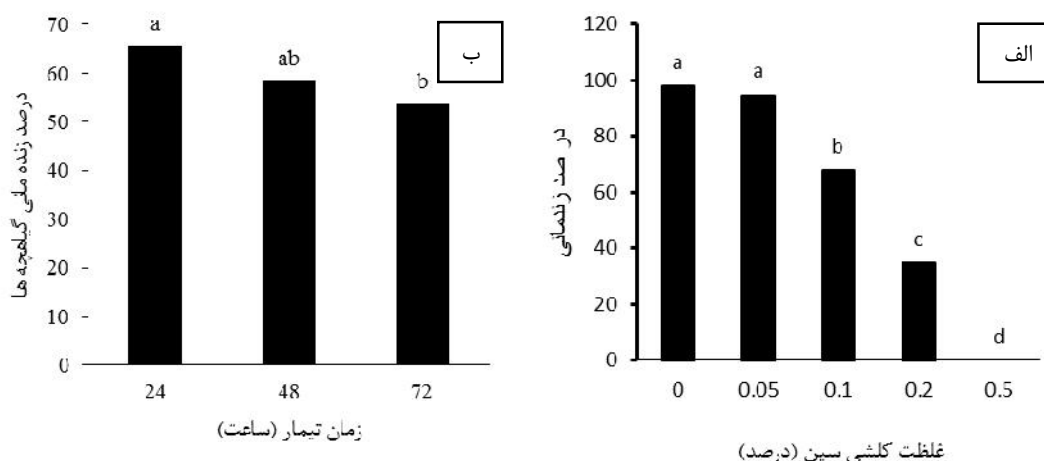 الف
در صد زندمانی
120
100
80
60
40
20
0
a
a
b
c
d
0 0.05 0.1 0.2 0.5
غلظت کلشی سین (درصد)
ب
درصد زنده مانی گیاهچه ها
70
60
50
40
30
20
10
0
a
ab
b
24 48 72
زمان تیمار (ساعت)